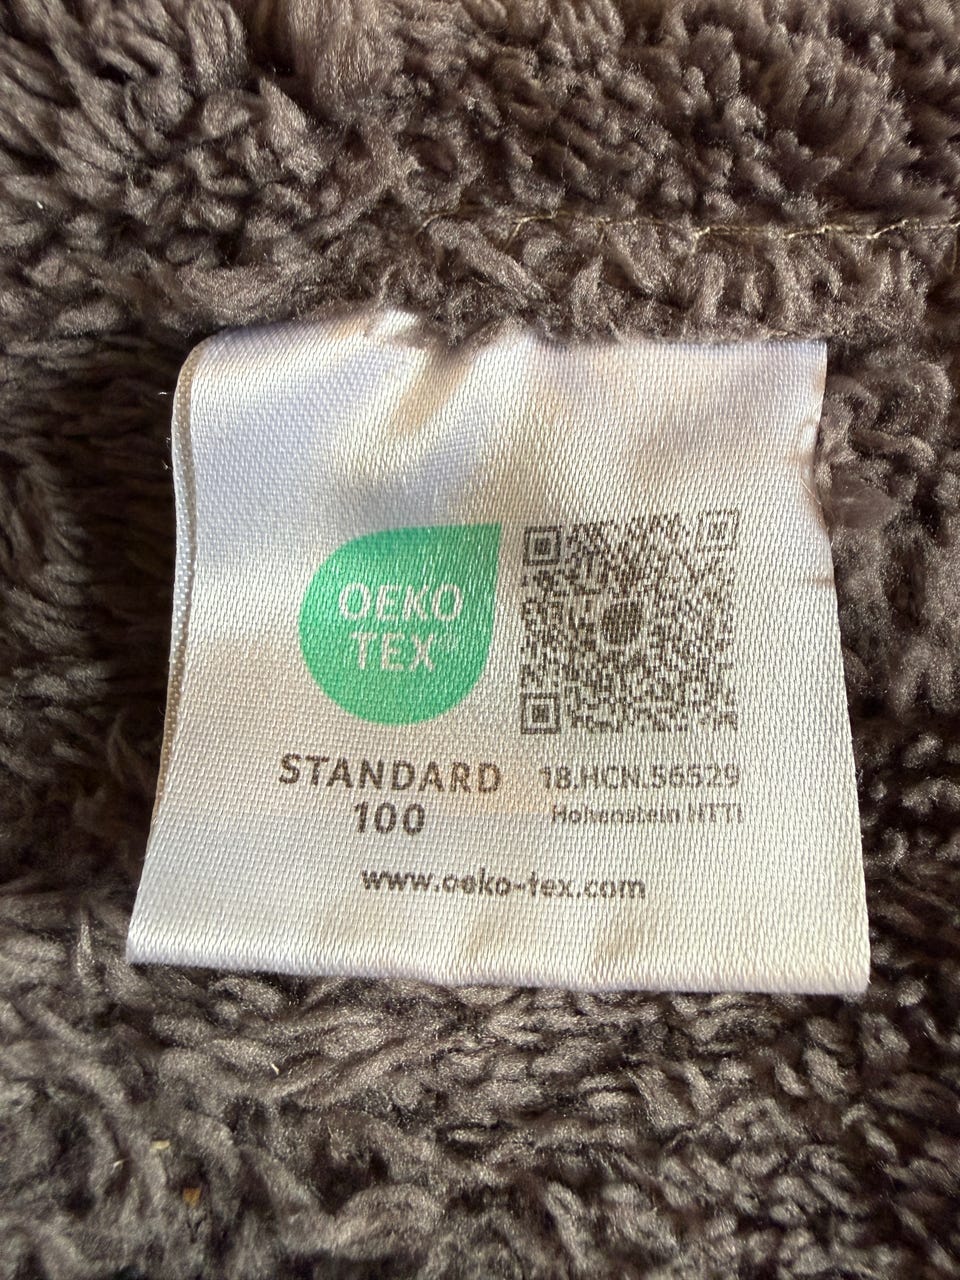 OEKO
TEX®
STANDARD
100
18.HCN.56529
Hohenstein HTTI
www.oeko-tex.com